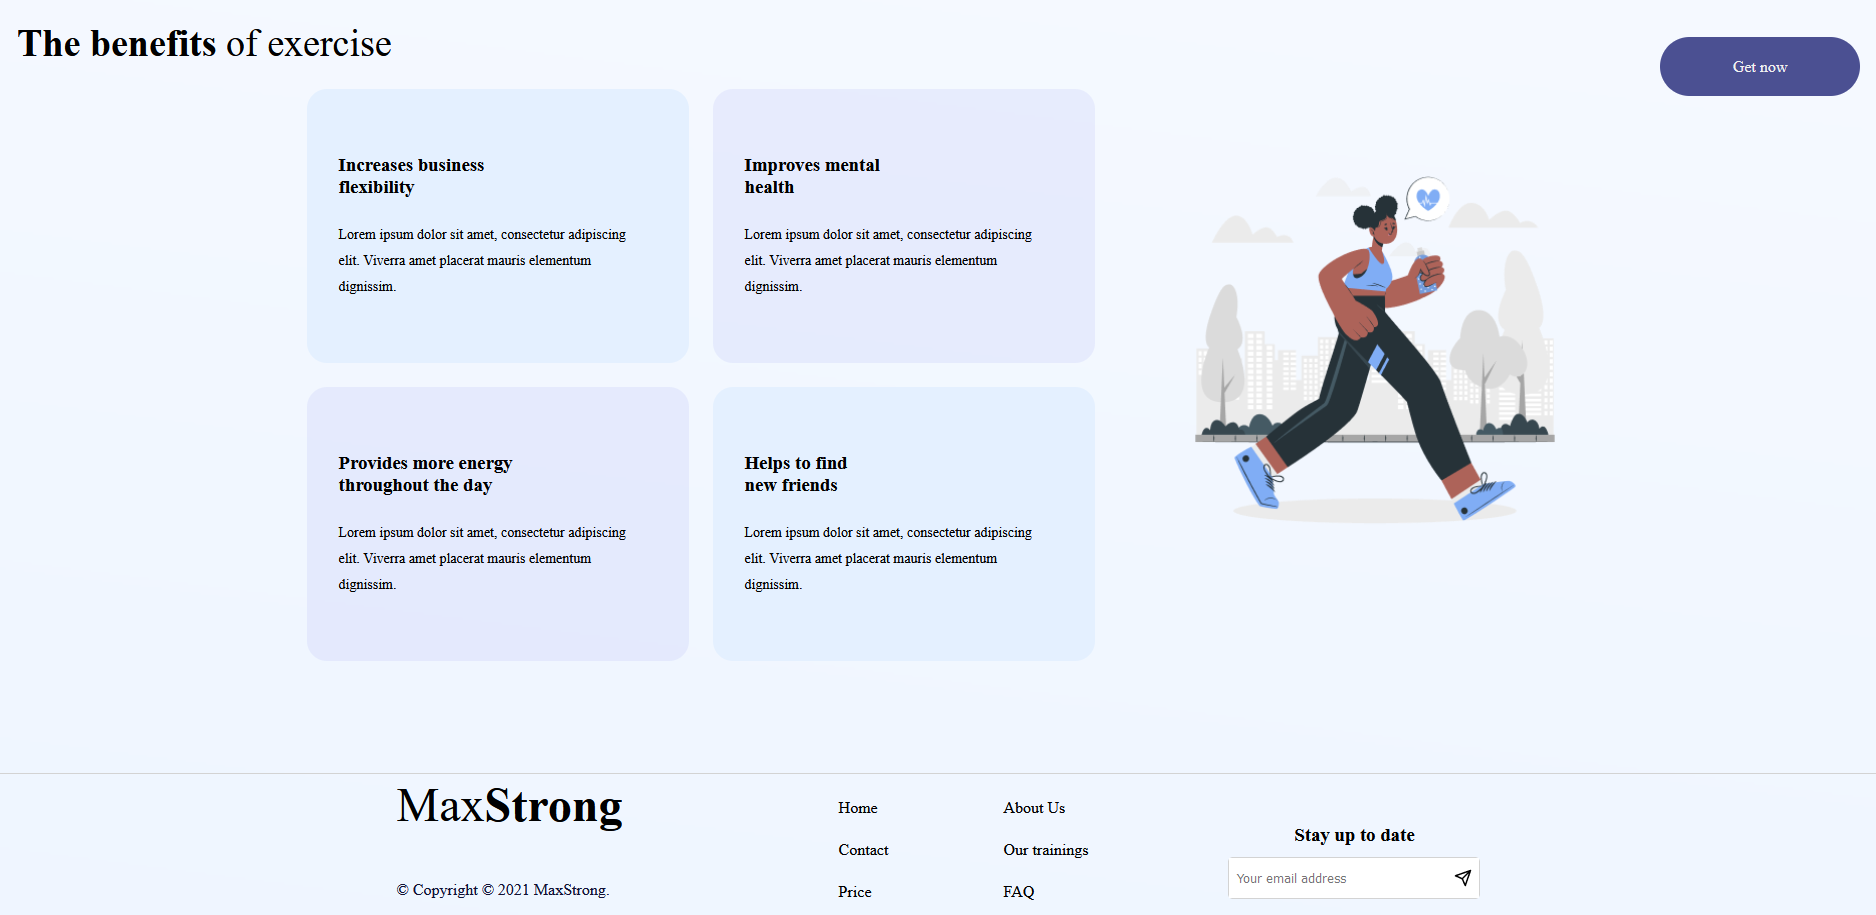 The benefits of exercise
Get now
Increases business
flexibility
Lorem ipsum dolor sit amet, consectetur adipiscing
elit. Viverra amet placerat mauris elementum
dignissim.
Improves mental
health
Lorem ipsum dolor sit amet, consectetur adipiscing
elit. Viverra amet placerat mauris elementum
dignissim.
Provides more energy
throughout the day
Lorem ipsum dolor sit amet, consectetur adipiscing
elit. Viverra amet placerat mauris elementum
dignissim.
Helps to find
new friends
Lorem ipsum dolor sit amet, consectetur adipiscing
elit. Viverra amet placerat mauris elementum
dignissim.
MaxStrong
© Copyright © 2021 MaxStrong.
Home
Contact
Price
About Us
Our trainings
FAQ
Stay up to date
Your email address